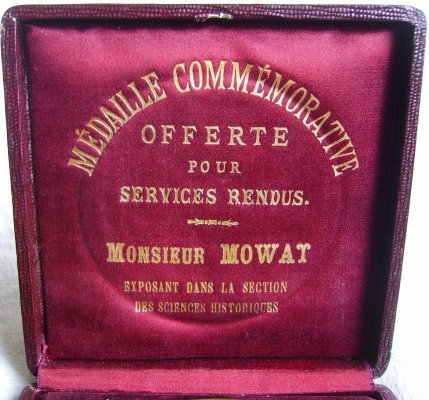 MÉDAILLE COMMÉMORATIVE
OFFERTE
POUR
SERVICES RENDUS.
MONSIEUR MOWAT
EXPOSANT DANS LA SECTION
DES SCIENCES HISTORIQUES